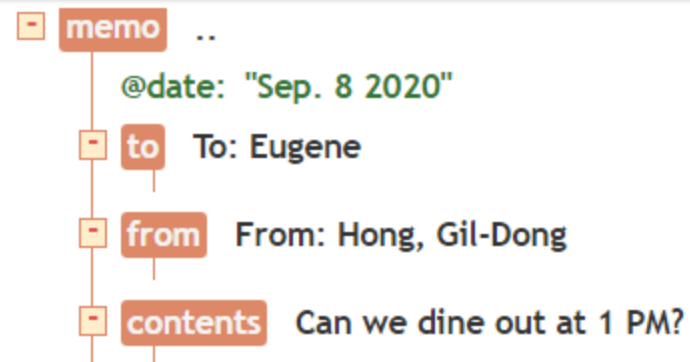 memo ..
@date: "Sep. 8 2020"
to To: Eugene
from From: Hong, Gil-Dong
contents Can we dine out at 1 PM?